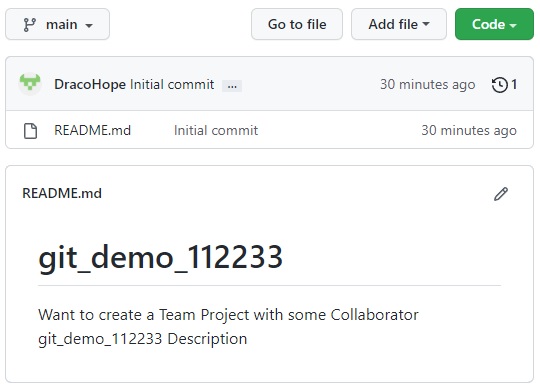 main
Go to file
Add file
Code
DracoHope Initial commit ...
30 minutes ago
1
README.md
Initial commit
30 minutes ago
README.md
git_demo_112233
Want to create a Team Project with some Collaborator
git_demo_112233 Description